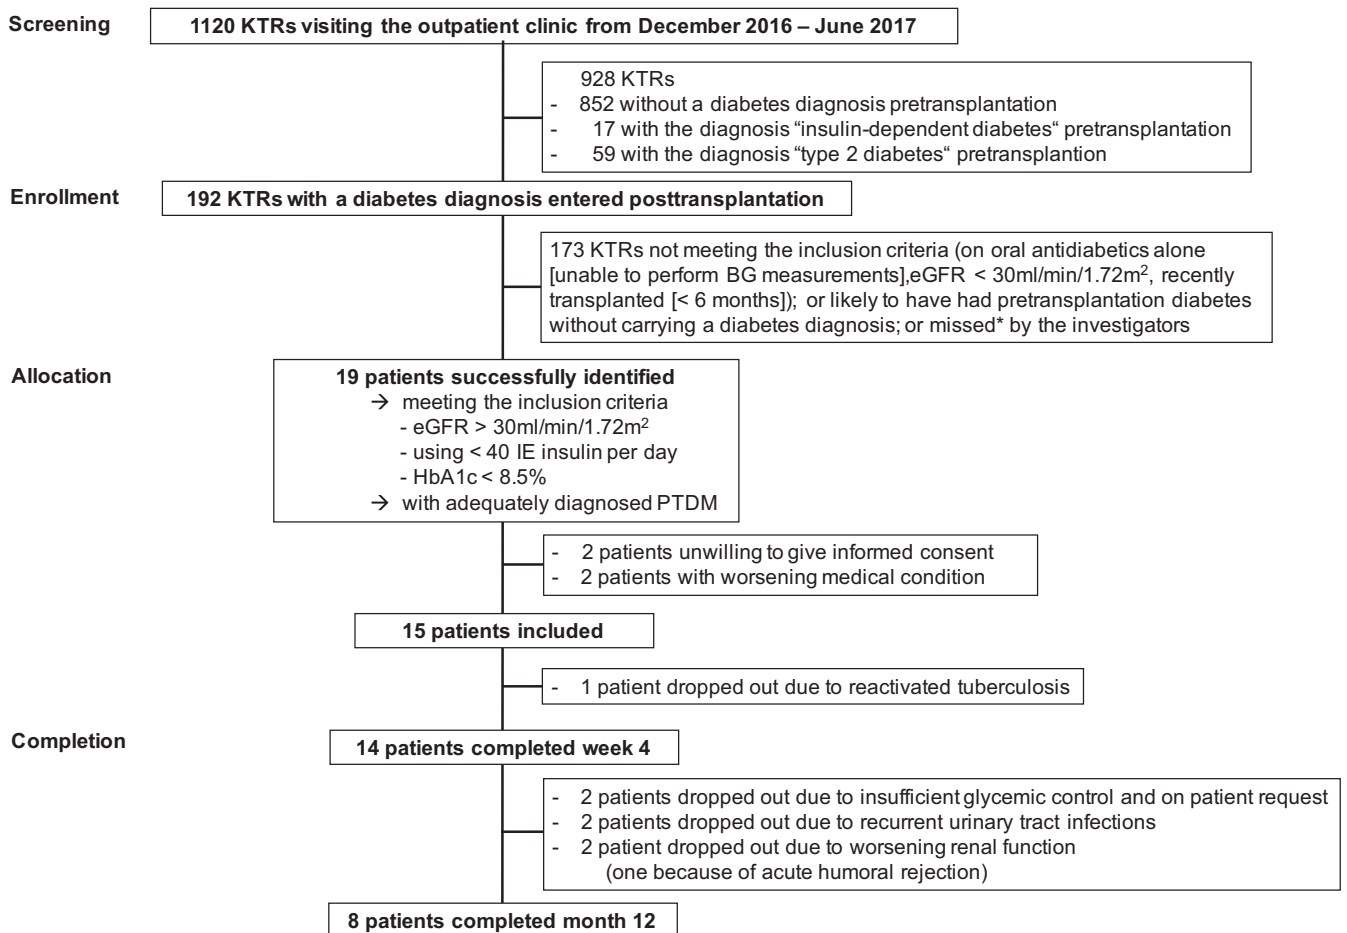 Screening
1120 KTRs visiting the outpatient clinic from December 2016 – June 2017
928 KTRs
- 852 without a diabetes diagnosis pretransplantation
- 17 with the diagnosis “insulin-dependent diabetes“ pretransplantation
- 59 with the diagnosis “type 2 diabetes“ pretransplantion
Enrollment
192 KTRs with a diabetes diagnosis entered posttransplantation
173 KTRs not meeting the inclusion criteria (on oral antidiabetics alone
[unable to perform BG measurements],eGFR < 30ml/min/1.72m², recently
transplanted [< 6 months]); or likely to have had pretransplantation diabetes
without carrying a diabetes diagnosis; or missed* by the investigators
Allocation
19 patients successfully identified
→ meeting the inclusion criteria
- eGFR > 30ml/min/1.72m²
- using < 40 IE insulin per day
- HbA1c < 8.5%
→ with adequately diagnosed PTDM
- 2 patients unwilling to give informed consent
- 2 patients with worsening medical condition
15 patients included
- 1 patient dropped out due to reactivated tuberculosis
Completion
14 patients completed week 4
- 2 patients dropped out due to insufficient glycemic control and on patient request
- 2 patients dropped out due to recurrent urinary tract infections
- 2 patient dropped out due to worsening renal function
(one because of acute humoral rejection)
8 patients completed month 12